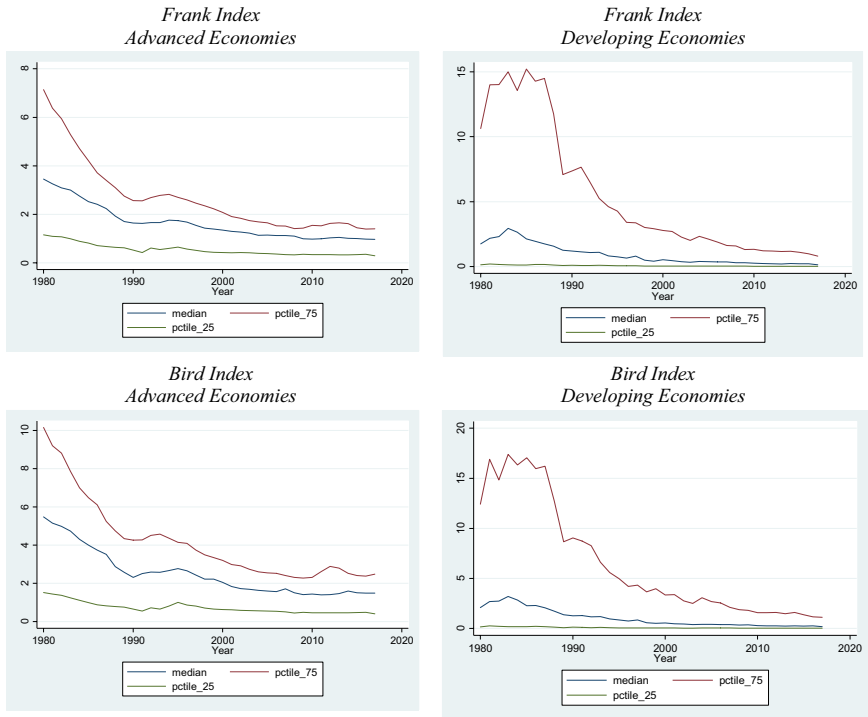 Frank Index
Advanced Economies
8
6
4
2
0
1980
1990
2000
2010
2020
Year
median
pctile_75
pctile_25
Frank Index
Developing Economies
15
10
5
0
1980
1990
2000
2010
2020
Year
median
pctile_75
pctile_25
Bird Index
Advanced Economies
10
8
6
4
2
0
1980
1990
2000
2010
2020
Year
median
pctile_75
pctile_25
Bird Index
Developing Economies
20
15
10
5
0
1980
1990
2000
2010
2020
Year
median
pctile_75
pctile_25